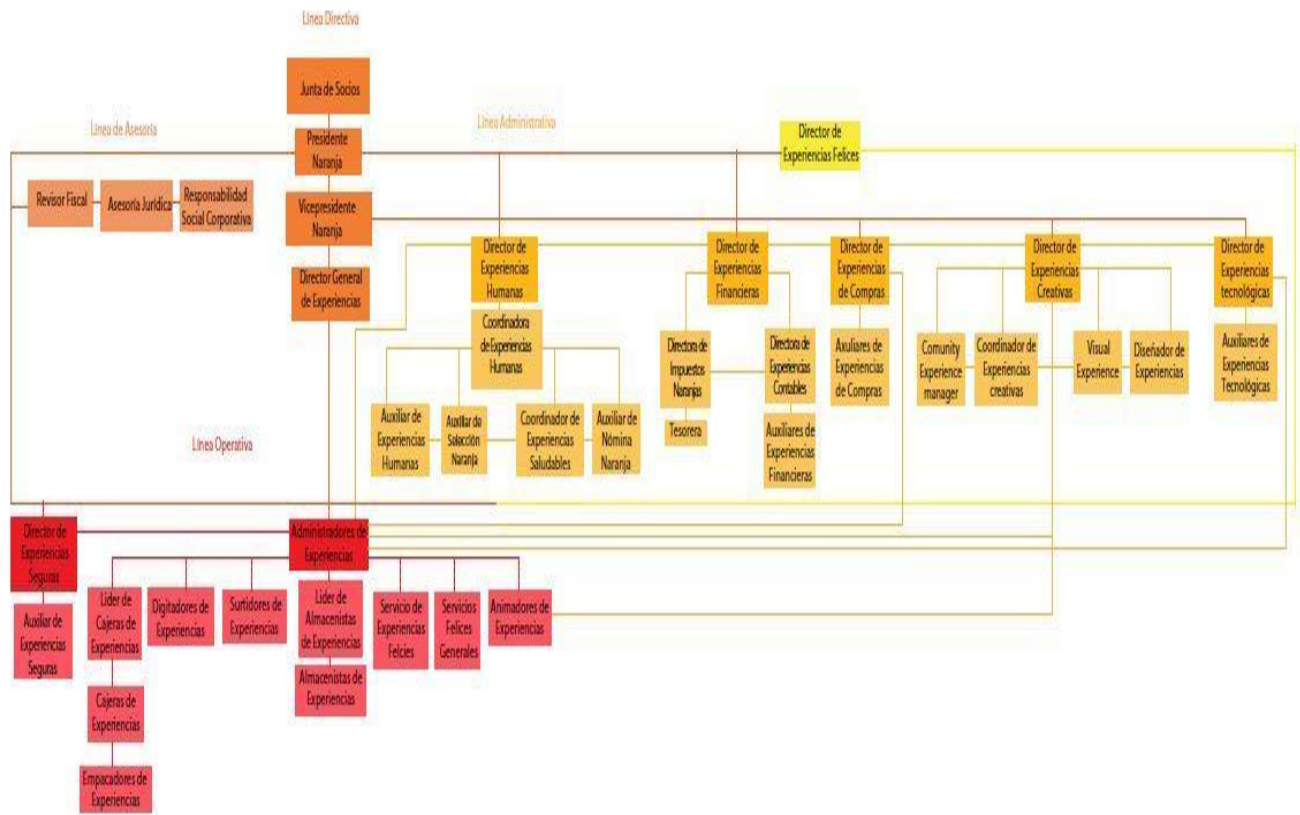 Línea Directiva
Junta de Socios
Línea de Asesoría
Línea Administrativa
Presidente
Naranja
Director de
Experiencias Felices
Revisor Fiscal
Asesoría Jurídica
Responsabilidad
Social Corporativa
Vicepresidente
Naranja
Director General
de Experiencias
Director de
Experiencias
Humanas
Director de
Experiencias
Financieras
Director de
Experiencias
de Compras
Director de
Experiencias
Creativas
Director de
Experiencias
tecnológicas
Coordinadora
de Experiencias
Humanas
Directora de
Impuestos
Naranjas
Directora de
Experiencias
Contables
Axuliares de
Experiencias
de Compras
Comunity
Experience
manager
Coordinador de
Experiencias
creativas
Visual
Experience
Diseñador de
Experiencias
Auxiliares de
Experiencias
Tecnológicas
Auxiliar de
Experiencias
Humanas
Auxiliar de
Selección
Naranja
Coordinador de
Experiencias
Saludables
Auxiliar de
Nómina
Naranja
Tesorera
Auxiliares de
Experiencias
Financieras
Línea Operativa
Director de
Experiencias
Seguras
Administradores de
Experiencias
Auxiliar de
Experiencias
Seguras
Lider de
Cajeras de
Experiencias
Digitadores de
Experiencias
Surtidores de
Experiencias
Lider de
Almacenistas
de Experiencias
Servicio de
Experiencias
Felcies
Servicios
Felices
Generales
Animadores de
Experiencias
Almacenistas de
Experiencias
Cajeras de
Experiencias
Empacadores de
Experiencias